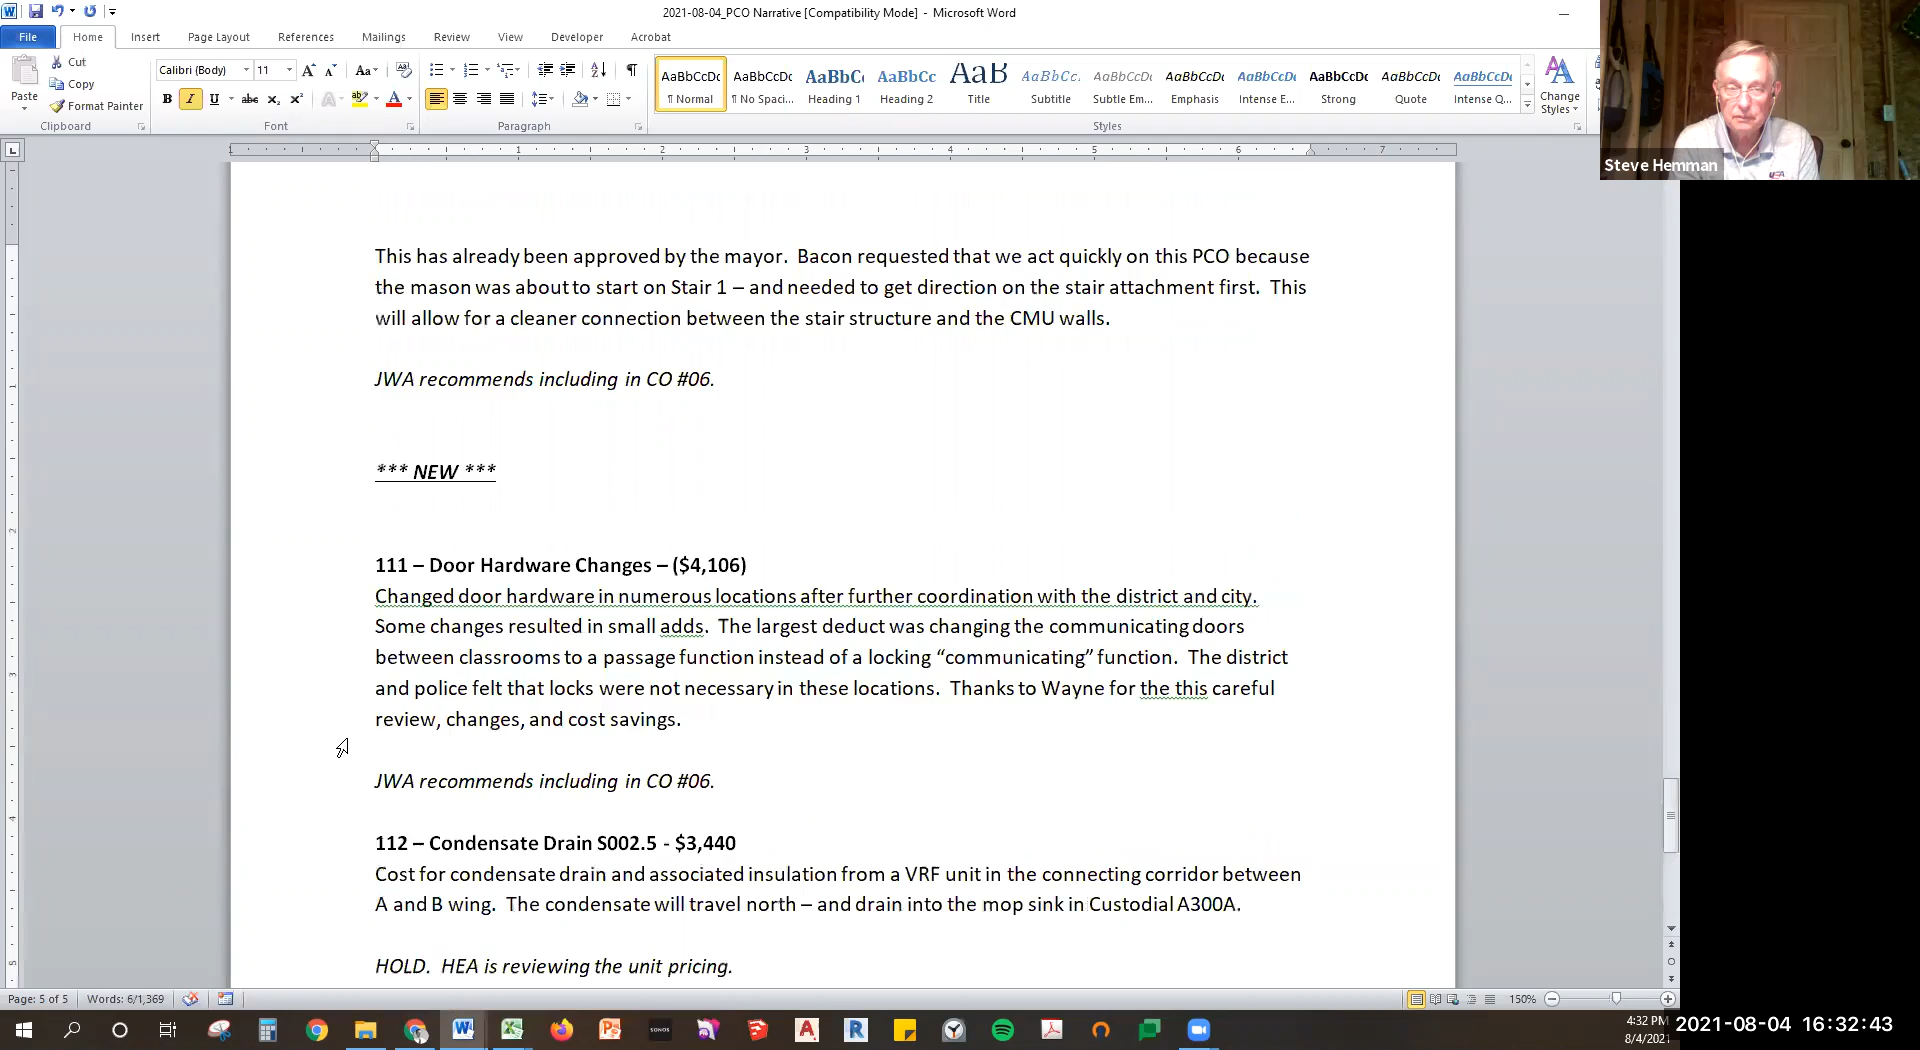 2021-08-04_PCO Narrative [Compatibility Mode] - Microsoft Word
File Home Insert Page Layout References Mailings Review View Developer Acrobat
Paste Cut Copy Format Painter
Calibri (Body) 11
AaBbCcDc AaBbCcDc AaBbC AaBbCc AaB AaBbCc. AaBbCcDc AaBbCcDc AaBbCcDc AaBbCcDc AaBbCcDc AaBbCcDc
¶ Normal ¶ No Spaci... Heading 1 Heading 2 Title Subtitle Subtle Em... Emphasis Intense E... Strong Quote Intense Q...
Change Styles
Clipboard Font Paragraph Styles
Steve Hemman
This has already been approved by the mayor. Bacon requested that we act quickly on this PCO because
the mason was about to start on Stair 1 – and needed to get direction on the stair attachment first. This
will allow for a cleaner connection between the stair structure and the CMU walls.
JWA recommends including in CO #06.
*** NEW ***
111 – Door Hardware Changes – ($4,106)
Changed door hardware in numerous locations after further coordination with the district and city.
Some changes resulted in small adds. The largest deduct was changing the communicating doors
between classrooms to a passage function instead of a locking “communicating” function. The district
and police felt that locks were not necessary in these locations. Thanks to Wayne for the this careful
review, changes, and cost savings.
JWA recommends including in CO #06.
112 – Condensate Drain S002.5 - $3,440
Cost for condensate drain and associated insulation from a VRF unit in the connecting corridor between
A and B wing. The condensate will travel north – and drain into the mop sink in Custodial A300A.
HOLD. HEA is reviewing the unit pricing.
Page: 5 of 5 Words: 6/1,369 150%
4:32 PM
8/4/2021
2021-08-04 16:32:43